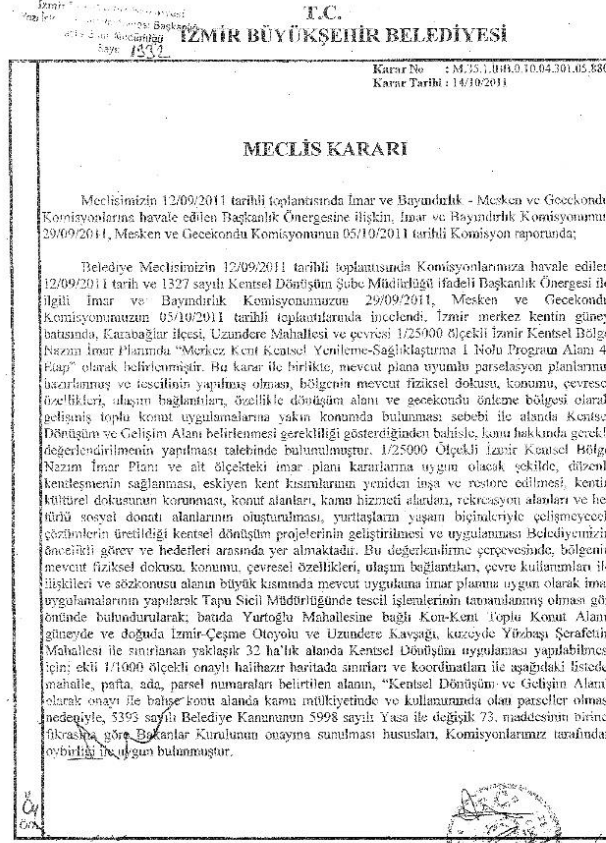 T.C.
İZMİR BÜYÜKŞEHİR BELEDİYESİ
1332
Karar No : M.35.1.İBB.0.10.04.301.05.880
Karar Tarihi : 14/10/2011
MECLİS KARARI
Meclisimizin 12/09/2011 tarihli toplantısında İmar ve Bayındırlık - Mesken ve Gecekondu
Komisyonlarına havale edilen Başkanlık Önergesine ilişkin, İmar ve Bayındırlık Komisyonunun
29/09/2011, Mesken ve Gecekondu Komisyonunun 05/10/2011 tarihli Komisyon raporunda;
Belediye Meclisimizin 12/09/2011 tarihli toplantısında Komisyonlarımıza havale edilen
12/09/2011 tarih ve 1327 sayılı Kentsel Dönüşüm Şube Müdürlüğü ifadeli Başkanlık Önergesi ile
ilgili İmar ve Bayındırlık Komisyonumuzun 29/09/2011, Mesken ve Gecekondu
Komisyonumuzun 05/10/2011 tarihli toplantılarında incelendi. İzmir merkez kentin güney
batısında, Karabağlar ilçesi, Uzundere Mahallesi ve çevresi 1/25000 ölçekli İzmir Kentsel Bölge
Nazım İmar Planında "Merkez Kent Kentsel Yenileme-Sağlıklaştırma 1 Nolu Program Alanı 4.
Etap" olarak belirlenmiştir. Bu karar ile birlikte, mevcut plana uyumlu parselasyon planlarının
hazırlanmış ve tescilinin yapılmış olması, bölgenin mevcut fiziksel dokusu, konumu, çevresel
özellikleri, ulaşım bağlantıları, özellikle dönüşüm alanı ve gecekondu önleme bölgesi olarak
gelişmiş toplu konut uygulamalarına yakın konumda bulunması sebebi ile alanda Kentsel
Dönüşüm ve Gelişim Alanı belirlenmesi gerekliliği gösterdiğinden bahisle, konu hakkında gerekli
değerlendirilmenin yapılması talebinde bulunulmuştur. 1/25000 Ölçekli İzmir Kentsel Bölge
Nazım İmar Planı ve alt ölçekteki imar planı kararlarına uygun olacak şekilde, düzenli
kentleşmenin sağlanması, eskiyen kent kısımlarının yeniden inşa ve restore edilmesi, kentin
kültürel dokusunun korunması, konut alanları, kamu hizmeti alanları, rekreasyon alanları ve her
türlü sosyal donatı alanlarının oluşturulması, yurttaşların yaşam biçimleriyle çelişmeyecek
çözümlerin üretildiği kentsel dönüşüm projelerinin geliştirilmesi ve uygulanması Belediyemizin
öncelikli görev ve hedefleri arasında yer almaktadır. Bu değerlendirme çerçevesinde, bölgenin
mevcut fiziksel dokusu, konumu, çevresel özellikleri, ulaşım bağlantıları, çevre kullanımları ile
ilişkileri ve sözkonusu alanın büyük kısmında mevcut uygulama imar planına uygun olarak imar
uygulamalarının yapılarak Tapu Sicil Müdürlüğünde tescil işlemlerinin tamamlanmış olması göz
önünde bulundurularak; batıda Yurtoğlu Mahallesine bağlı Kon-Kent Toplu Konut Alanı,
güneyde ve doğuda İzmir-Çeşme Otoyolu ve Uzundere Kavşağı, kuzeyde Yüzbaşı Şerafettin
Mahallesi ile sınırlanan yaklaşık 32 ha'lık alanda Kentsel Dönüşüm uygulaması yapılabilmesi
için; ekli 1/1000 ölçekli onaylı halihazır haritada sınırları ve koordinatları ile aşağıdaki listede
mahalle, pafta, ada, parsel numaraları belirtilen alanın, "Kentsel Dönüşüm ve Gelişim Alanı"
olarak onayı ile bahse konu alanda kamu mülkiyetinde ve kullanımında olan parseller olması
nedeniyle, 5393 sayılı Belediye Kanununun 5998 sayılı Yasa ile değişik 73. maddesinin birinci
fıkrasına göre Bakanlar Kurulunun onayına sunulması hususları, Komisyonlarımız tarafından
oybirliği ile uygun bulunmuştur.